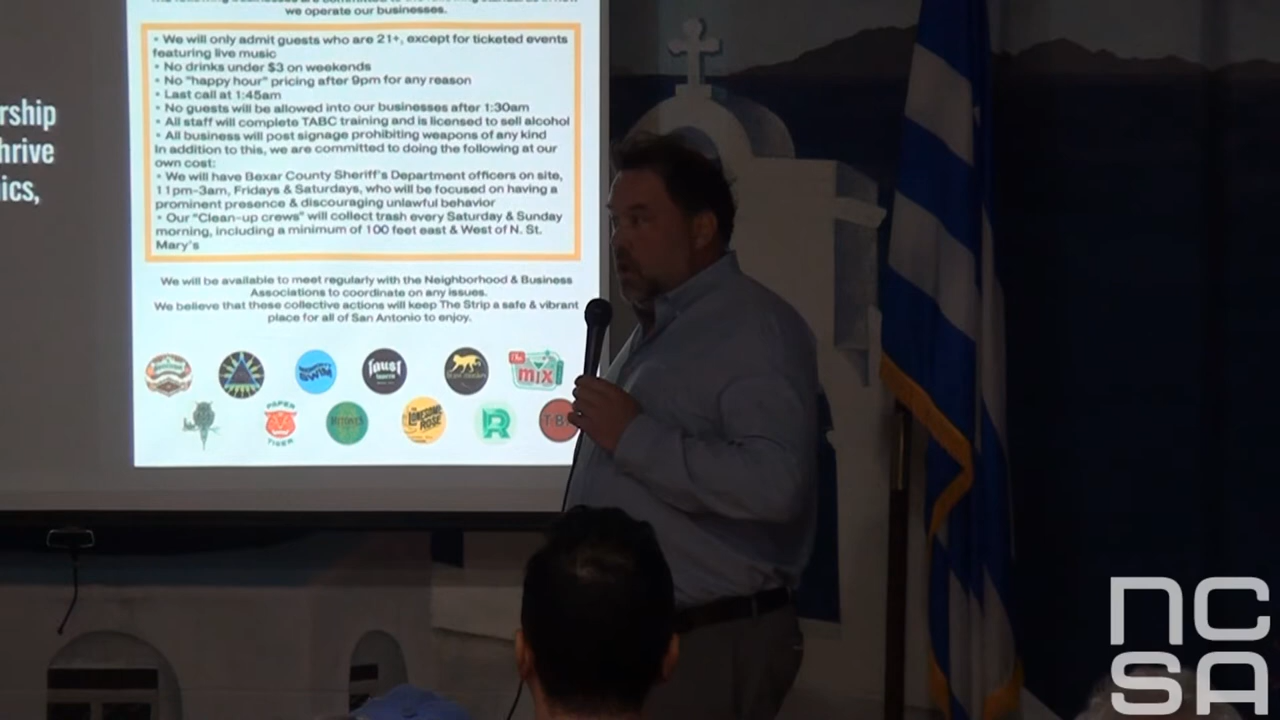 we operate our businesses.
• We will only admit guests who are 21+, except for ticketed events
featuring live music
• No drinks under $3 on weekends
• No "happy hour" pricing after 9pm for any reason
• Last call at 1:45am
• No guests will be allowed into our businesses after 1:30am
• All staff will complete TABC training and is licensed to sell alcohol
• All business will post signage prohibiting weapons of any kind
In addition to this, we are committed to doing the following at our
own cost:
• We will have Bexar County Sheriff's Department officers on site,
11pm-3am, Fridays & Saturdays, who will be focused on having a
prominent presence & discouraging unlawful behavior
• Our "Clean-up crews" will collect trash every Saturday & Sunday
morning, including a minimum of 100 feet east & West of N. St.
Mary's
We will be available to meet regularly with the Neighborhood & Business
Associations to coordinate on any issues.
We believe that these collective actions will keep The Strip a safe & vibrant
place for all of San Antonio to enjoy.
rship
hrive
ics,
faust
The
mix
PAPER
TIGER
THE
LONESOME
ROSE
R
NC
SA